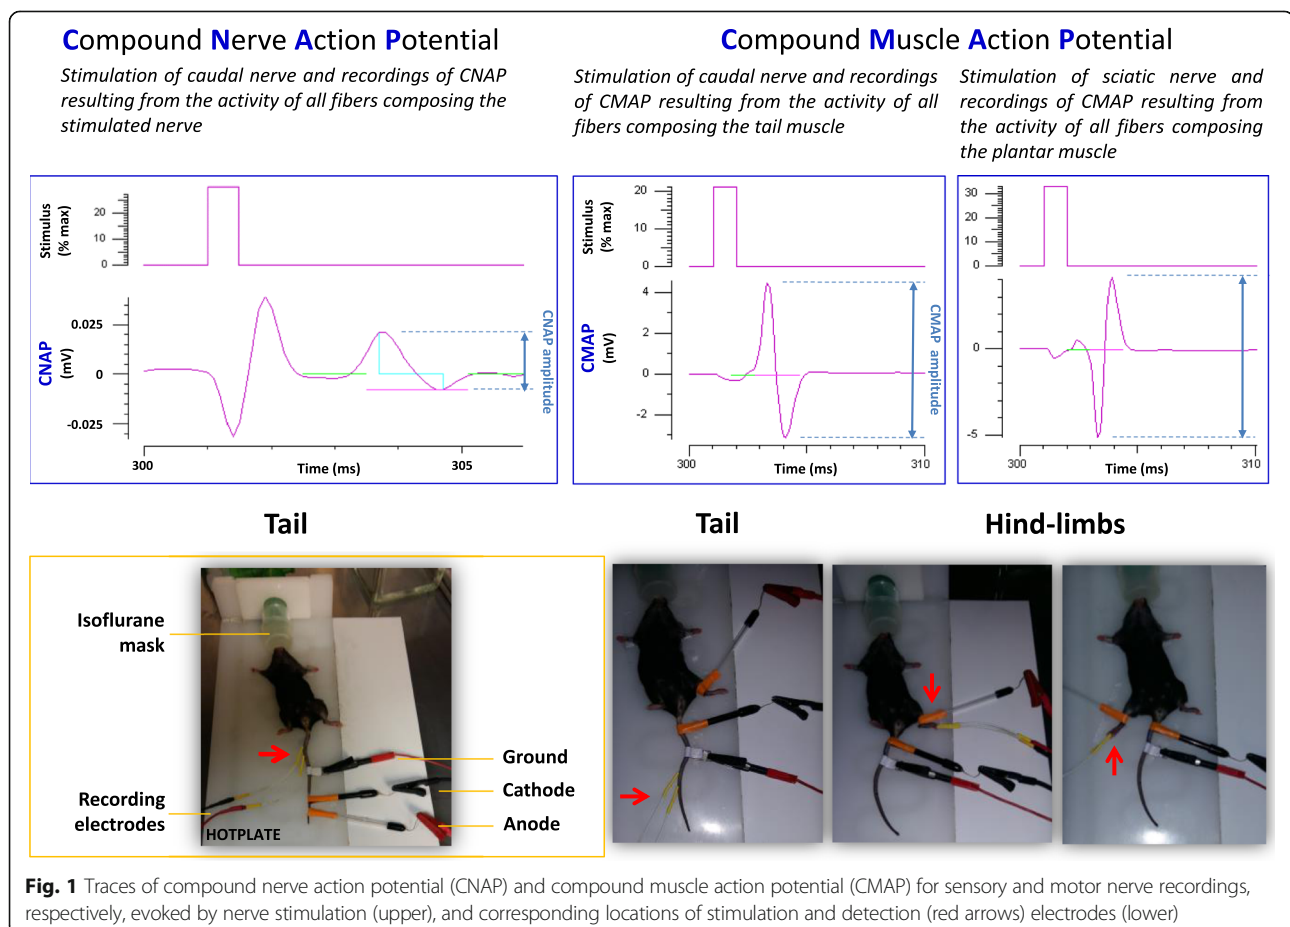 Compound Nerve Action Potential
Stimulation of caudal nerve and recordings of CNAP
resulting from the activity of all fibers composing the
stimulated nerve
Compound Muscle Action Potential
Stimulation of caudal nerve and recordings
of CMAP resulting from the activity of all
fibers composing the tail muscle
Stimulation of sciatic nerve and
recordings of CMAP resulting from
the activity of all fibers composing
the plantar muscle
Stimulus
(% max)
20
10
0
CNAP
(mV)
0.025
0
-0.025
CNAP amplitude
300
Time (ms)
305
Stimulus
(% max)
20
10
0
CMAP
(mV)
4
2
0
-2
CMAP amplitude
300
Time (ms)
310
30
20
10
0
0
-5
300
Time (ms)
310
Tail
Tail
Hind-limbs
Isoflurane
mask
Recording
electrodes
HOTPLATE
Ground
Cathode
Anode
Fig. 1 Traces of compound nerve action potential (CNAP) and compound muscle action potential (CMAP) for sensory and motor nerve recordings,
respectively, evoked by nerve stimulation (upper), and corresponding locations of stimulation and detection (red arrows) electrodes (lower)